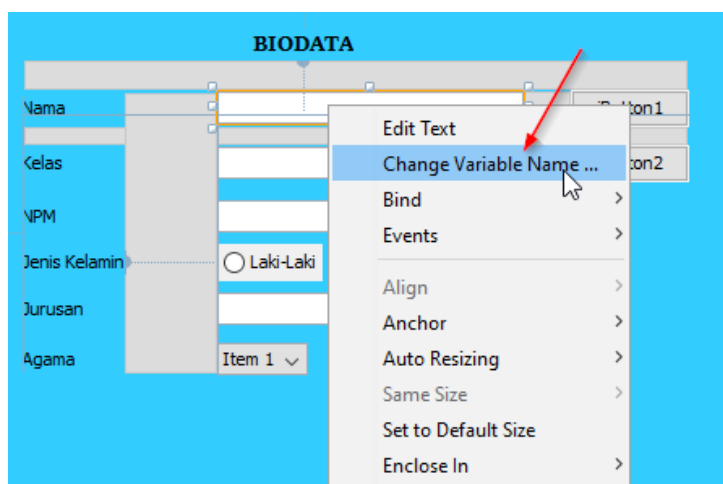 BIODATA
Nama
Edit Text
Kelas
Change Variable Name ...
Bind
NPM
Events
Jenis Kelamin
Laki-Laki
Align
Jurusan
Anchor
Agama
Item 1
Auto Resizing
Same Size
Set to Default Size
Enclose In